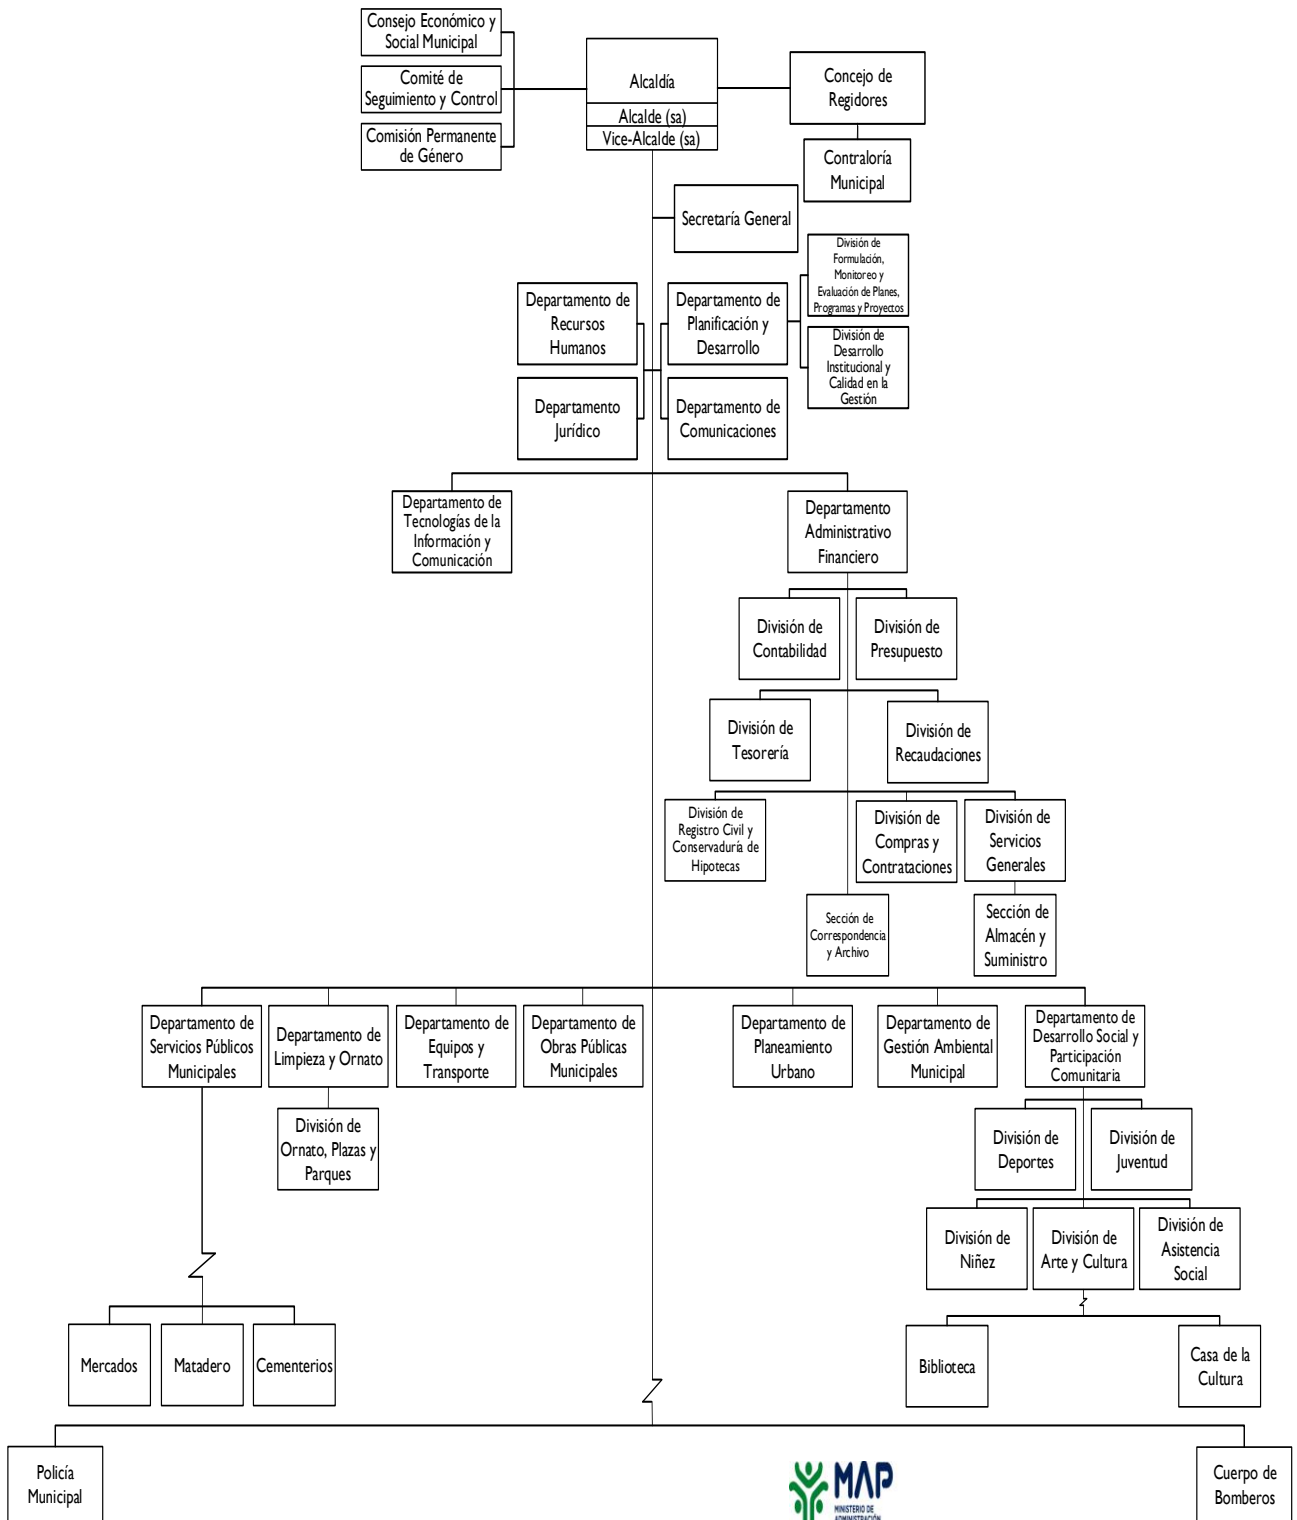 Consejo Económico y
Social Municipal
Comité de
Seguimiento y Control
Comisión Permanente
de Género
Alcaldía
Alcalde (sa)
Vice-Alcalde (sa)
Concejo de
Regidores
Contraloría
Municipal
Secretaría General
Departamento de
Recursos
Humanos
Departamento de
Planificación y
Desarrollo
División de
Formulación,
Monitoreo y
Evaluación de Planes,
Programas y Proyectos
División de
Desarrollo
Institucional y
Calidad en la
Gestión
Departamento
Jurídico
Departamento de
Comunicaciones
Departamento de
Tecnologías de la
Información y
Comunicación
Departamento
Administrativo
Financiero
División de
Contabilidad
División de
Presupuesto
División de
Tesorería
División de
Recaudaciones
División de
Registro Civil y
Conservaduría de
Hipotecas
División de
Compras y
Contrataciones
División de
Servicios
Generales
Sección de
Correspondencia
y Archivo
Sección de
Almacén y
Suministro
Departamento de
Servicios Públicos
Municipales
Departamento de
Limpieza y Ornato
Departamento de
Equipos y
Transporte
Departamento de
Obras Públicas
Municipales
Departamento de
Planeamiento
Urbano
Departamento de
Gestión Ambiental
Municipal
Departamento de
Desarrollo Social y
Participación
Comunitaria
División de
Ornato, Plazas y
Parques
División de
Deportes
División de
Juventud
División de
Niñez
División de
Arte y Cultura
División de
Asistencia
Social
Mercados
Matadero
Cementerios
Biblioteca
Casa de la
Cultura
Policía
Municipal
MAP
MINISTERIO DE
ADMINISTRACIÓN
Cuerpo de
Bomberos